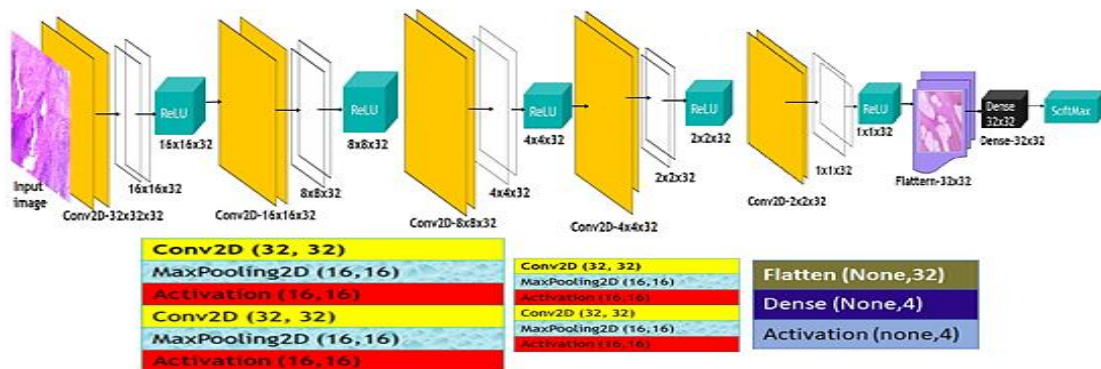 Input
image
Conv2D-32x32x32
16x16x32
ReLU
16x16x32
Conv2D-16x16x32
8x8x32
ReLU
8x8x32
Conv2D-8x8x32
4x4x32
ReLU
4x4x32
Conv2D-4x4x32
2x2x32
ReLU
2x2x32
Conv2D-2x2x32
1x1x32
ReLU
1x1x32
Flattern-32x32
Dense
32x32
Dense-32x32
SoftMax
Conv2D (32, 32)
MaxPooling2D (16,16)
Activation (16,16)
Conv2D (32, 32)
MaxPooling2D (16,16)
Activation (16,16)
Conv2D (32, 32)
MaxPooling2D (16,16)
Activation (16,16)
Conv2D (32, 32)
MaxPooling2D (16,16)
Activation (16,16)
Flatten (None,32)
Dense (None,4)
Activation (none,4)